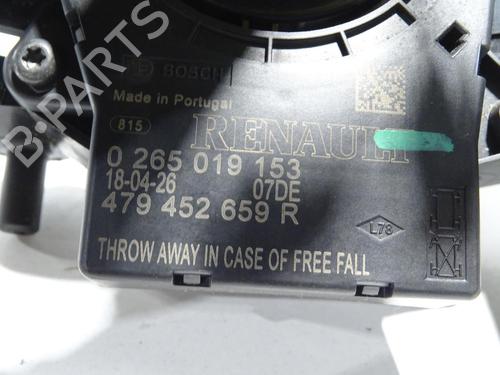 BOSCH
Made in Portugal
815
RENAULT
0 265 019 153
18-04-26 07DE
479 452 659 R
L78
THROW AWAY IN CASE OF FREE FALL
B-PARTS